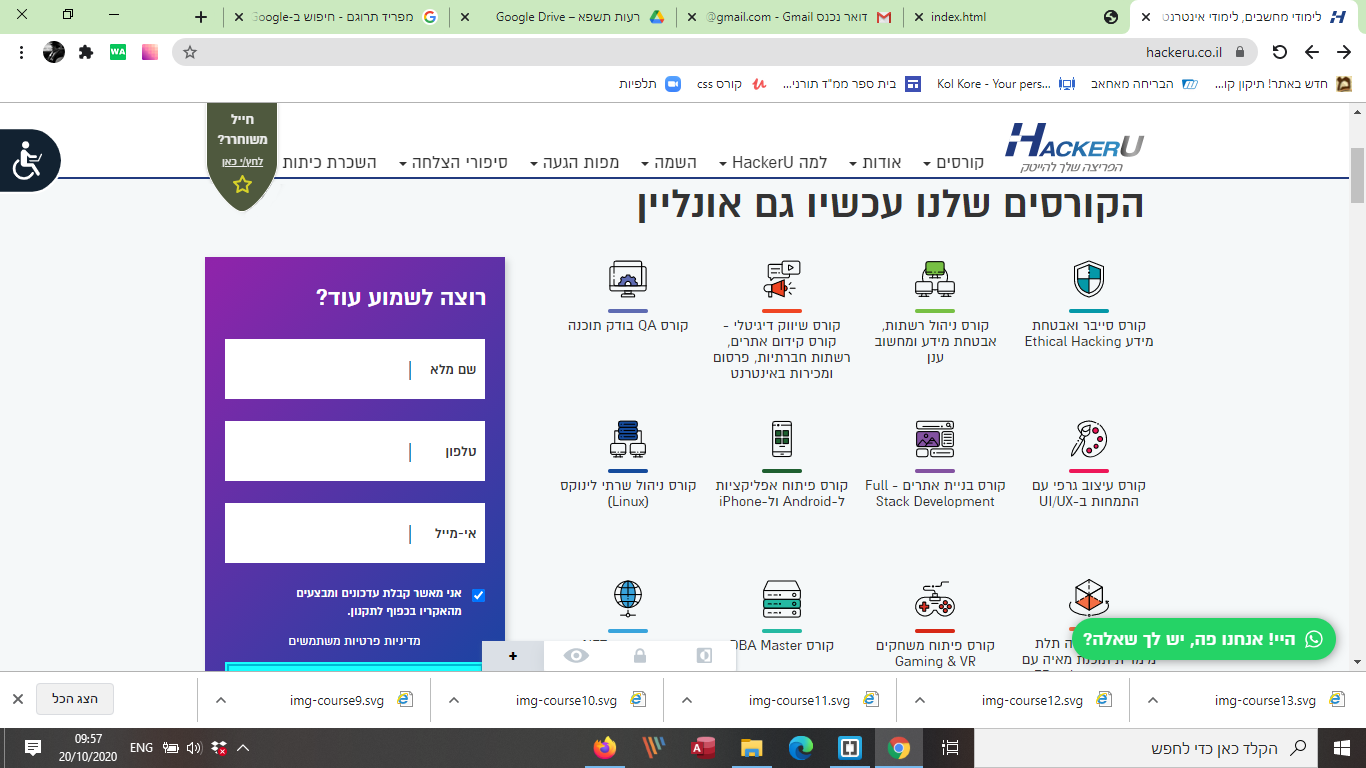 לימודי מחשבים, לימודי אינטרנט
index.html
דואר נכנס - Gmail - gmail.com@
רעות תשפא – Google Drive
מפריד תרוגם - חיפוש ב-Google
hackeru.co.il
חדש באתר! תיקון קו...
הבריחה מאחאב
Kol Kore - Your pers...
בית ספר ממ"ד תורני...
קורס css
תלפיות
HACKERU
הפריצה שלך להייטק
קורסים
אודות
למה HackerU
השמה
מפות הגעה
סיפורי הצלחה
השכרת כיתות
חייל
משוחרר?
לחץ/י כאן
הקורסים שלנו עכשיו גם אונליין
קורס סייבר ואבטחת
מידע Ethical Hacking
קורס ניהול רשתות,
אבטחת מידע ומחשוב
ענן
קורס שיווק דיגיטלי -
קורס קידום אתרים,
רשתות חברתיות, פרסום
ומכירות באינטרנט
קורס QA בודק תוכנה
קורס עיצוב גרפי עם
התמחות ב-UI/UX
קורס בניית אתרים - Full
Stack Development
קורס פיתוח אפליקציות
ל-Android ול-iPhone
קורס ניהול שרתי לינוקס
(Linux)
תלת
קורס פיתוח משחקים
Gaming & VR
קורס DBA Master
רוצה לשמוע עוד?
שם מלא
טלפון
אי-מייל
אני מאשר קבלת עדכונים ומבצעים
מהאקריו בכפוף לתקנון.
מדיניות פרטיות משתמשים
היי! אנחנו פה, יש לך שאלה?
img-course13.svg
img-course12.svg
img-course11.svg
img-course10.svg
img-course9.svg
הצג הכל
הקלד כאן כדי לחפש
ENG
09:57
20/10/2020
WA